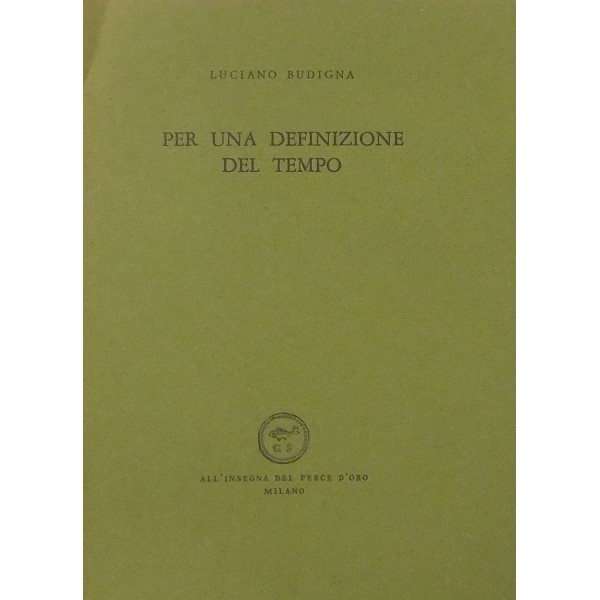 LUCIANO BUDIGNA
PER UNA DEFINIZIONE
DEL TEMPO
G S
ALL'INSEGNA DEL PESCE D'ORO
MILANO